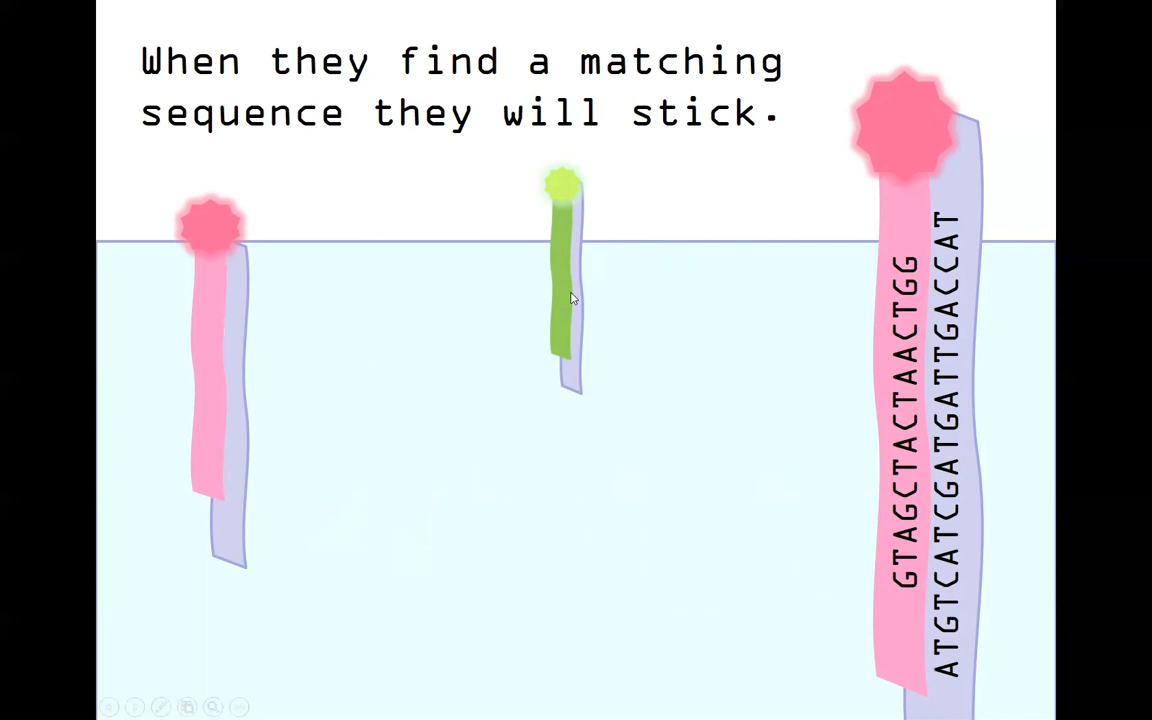 When they find a matching
sequence they will stick.
GTAGCTACTAACTGG
ATGTCATCGATGATTGACCAT